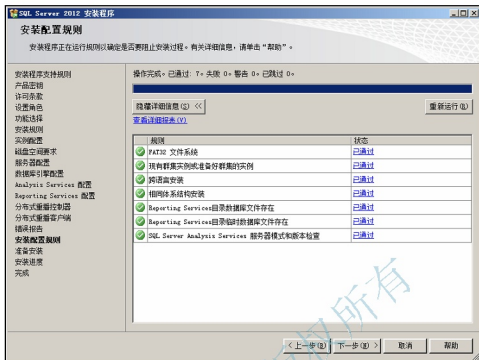 SQL Server 2012 安装程序
安装配置规则
安装程序正在运行规则以确定是否要阻止安装过程。有关详细信息，请单击“帮助”。
安装程序支持规则
产品密钥
许可条款
设置角色
功能选择
安装规则
实例配置
磁盘空间要求
服务器配置
数据库引擎配置
Analysis Services 配置
Reporting Services 配置
分布式重播控制器
分布式重播客户端
错误报告
安装配置规则
准备安装
安装进度
完成
操作完成。已通过: 7。失败 0。警告 0。已跳过 0。
隐藏详细信息(S) <<
重新运行(R)
查看详细报表(V)
规则 状态
FAT32 文件系统 已通过
现有群集实例或准备好群集的实例 已通过
跨语言安装 已通过
相同体系结构安装 已通过
Reporting Services目录数据库文件存在 已通过
Reporting Services目录临时数据库文件存在 已通过
SQL Server Analysis Services 服务器模式和版本检查 已通过
< 上一步(B) 下一步(N) > 取消 帮助